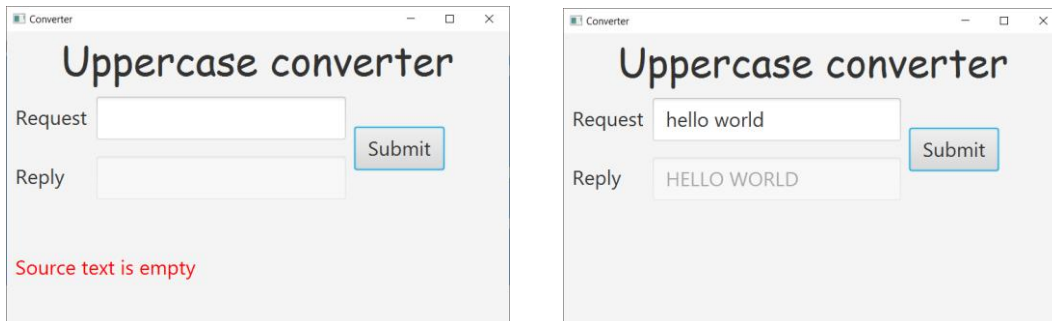 Converter
Uppercase converter
Request
Submit
Reply
Source text is empty
Converter
Uppercase converter
Request hello world
Submit
Reply HELLO WORLD